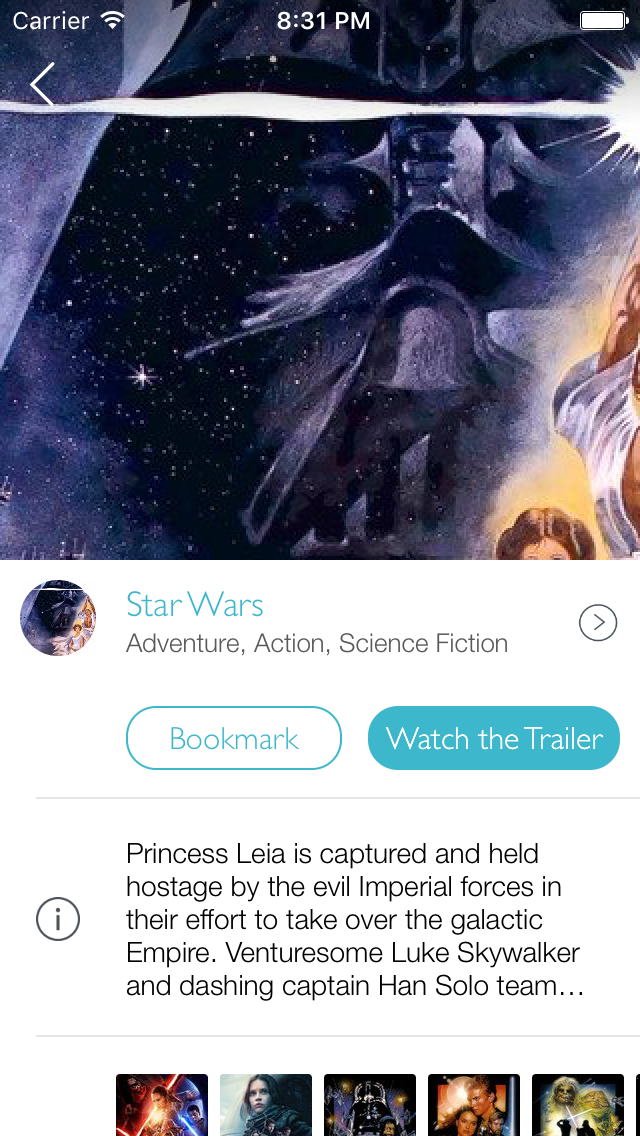 Carrier 8:31 PM
Star Wars
Adventure, Action, Science Fiction
Bookmark Watch the Trailer
Princess Leia is captured and held
hostage by the evil Imperial forces in
their effort to take over the galactic
Empire. Venturesome Luke Skywalker
and dashing captain Han Solo team…